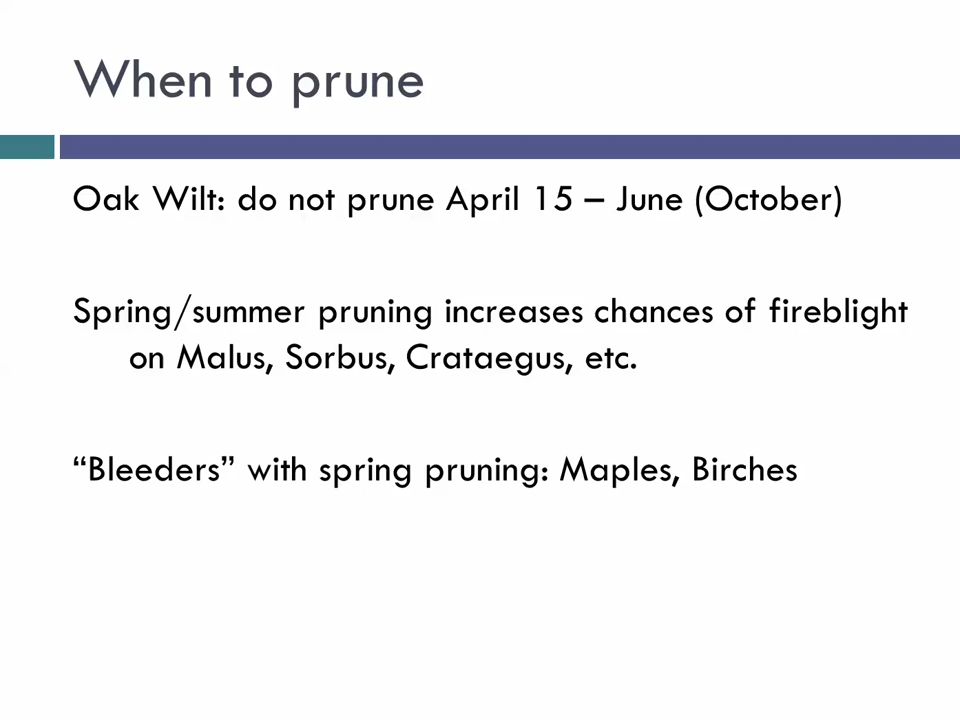 When to prune
Oak Wilt: do not prune April 15 – June (October)
Spring/summer pruning increases chances of fireblight
on Malus, Sorbus, Crataegus, etc.
“Bleeders” with spring pruning: Maples, Birches